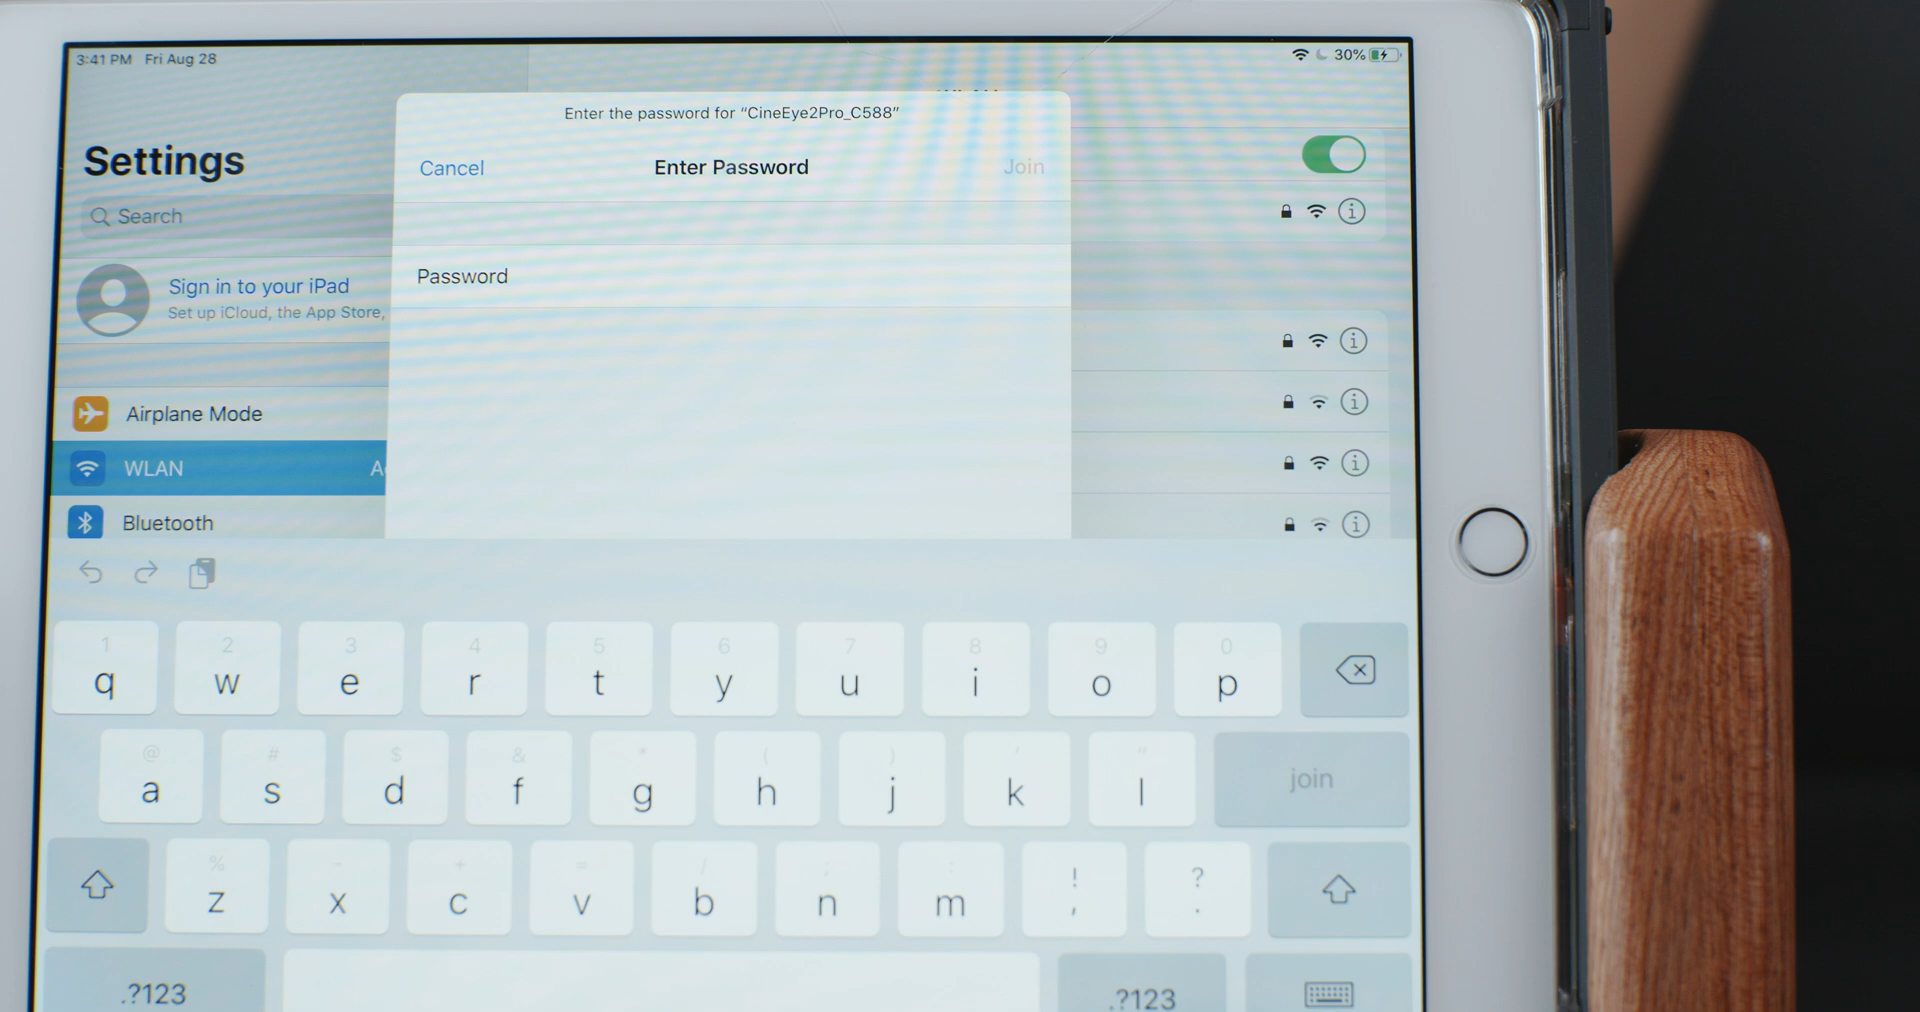 3:41 PM Fri Aug 28
30%
Enter the password for "CineEye2Pro_C588"
Cancel Enter Password Join
Settings
Search
Password
Sign in to your iPad
Set up iCloud, the App Store,
Airplane Mode
WLAN A
Bluetooth
1 2 3 4 5 6 7 8 9 0
q w e r t y u i o p
@ # $ & * ( ) ' "
a s d f g h j k l join
% - + = / ; : ! ?
z x c v b n m , .
.?123 .?123